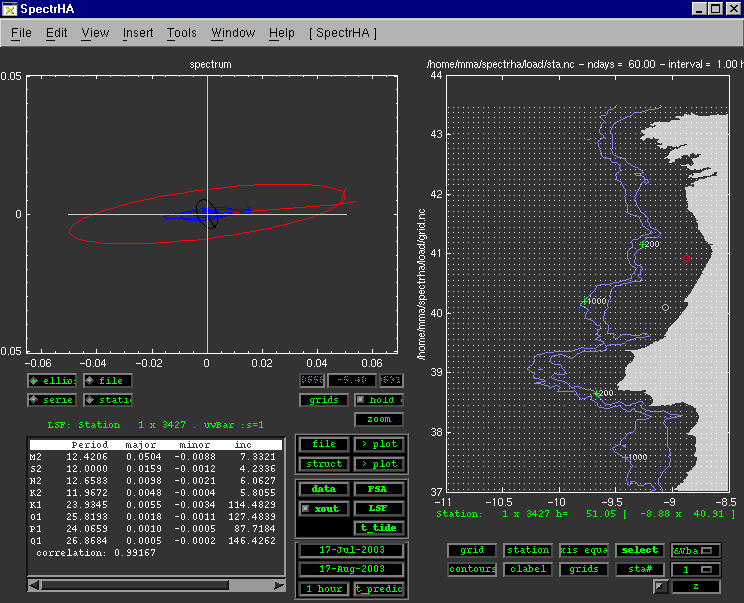 SpectrHA
File Edit View Insert Tools Window Help [ SpectrHA ]
spectrum
/home/mma/spectrha/load/sta.nc – ndays = 60.00 – interval = 1.00 h
0.05
0
0.05
−0.06 −0.04 −0.02 0 0.02 0.04 0.06
44
43
42
41
40
39
38
37
/home/mma/spectrha/load/grid.nc
200
1000
200
1000
−11 −10.5 −10 −9.5 −9 −8.5
Station: 1 x 3427 h= 51.05 [ -8.88 x 40.91 ]
ellips file
serie static
grids hold
zoom
LSF: Station 1 x 3427 . uvBar :s=1
Period major minor inc
M2 12.4206 0.0504 -0.0088 7.3321
S2 12.0000 0.0159 -0.0012 4.2336
N2 12.6583 0.0098 -0.0021 6.0627
K2 11.9672 0.0048 -0.0004 5.8055
K1 23.9345 0.0055 -0.0034 114.4829
O1 25.8193 0.0018 -0.0011 127.4839
P1 24.0659 0.0010 -0.0005 87.7184
Q1 26.8684 0.0005 -0.0002 146.4262
correlation: 0.99167
file > plot
struct > plot
data FSA
xout LSF
t_tide
17-Jul-2003
17-Aug-2003
1 hour t_predic
grid station xis equa select &Vba
contours clabel grids sta# 1
z